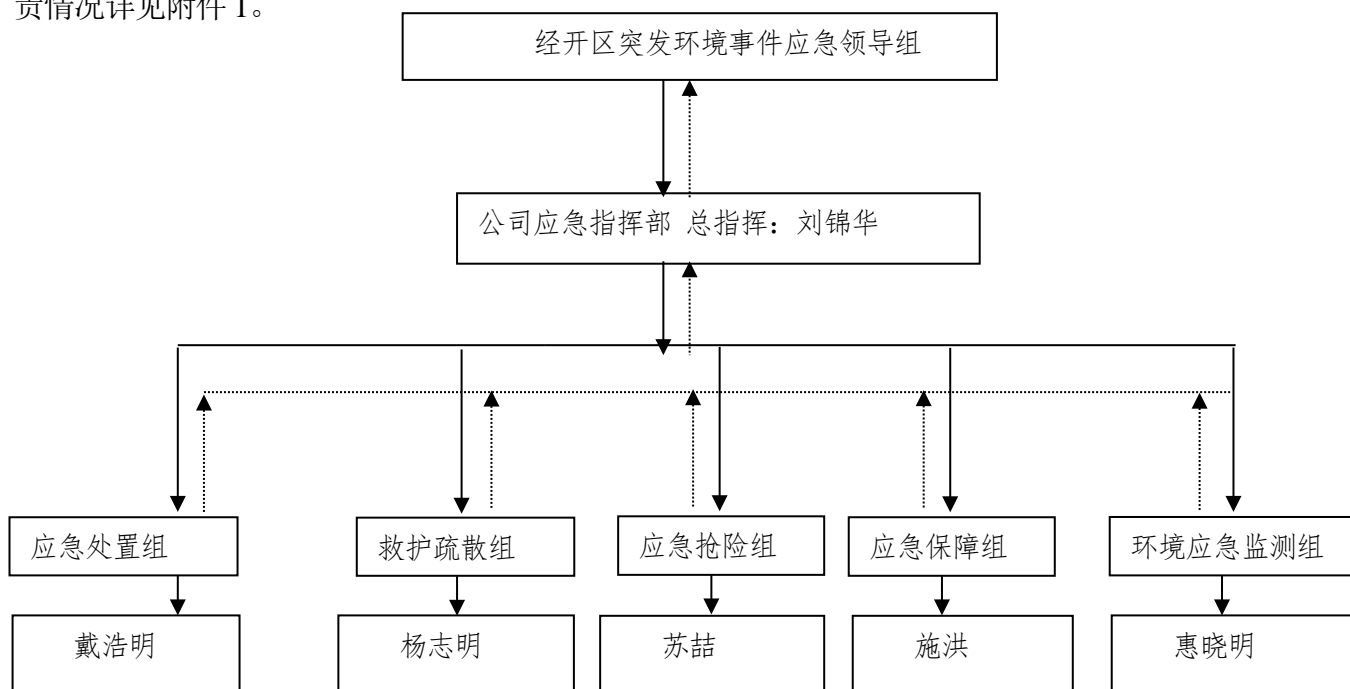 责情况详见附件 1。
经开区突发环境事件应急领导组
公司应急指挥部 总指挥：刘锦华
应急处置组
救护疏散组
应急抢险组
应急保障组
环境应急监测组
戴浩明
杨志明
苏喆
施洪
惠晓明